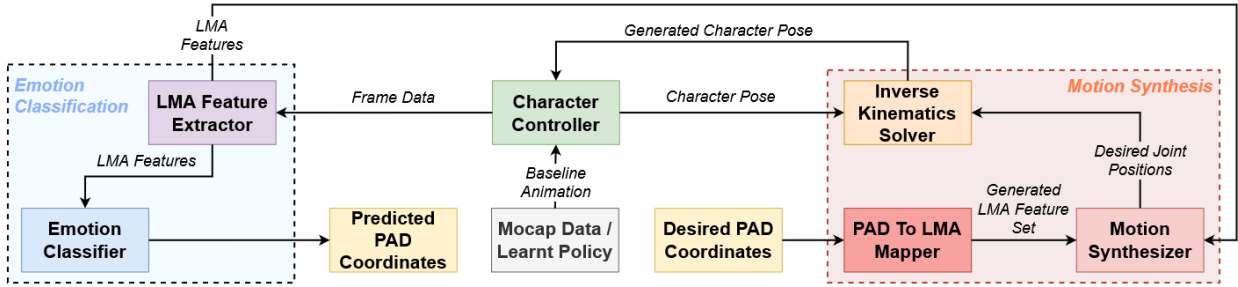 LMA
Features
Generated Character Pose
Emotion
Classification
Motion Synthesis
LMA Feature
Extractor
Frame Data
Character
Controller
Character Pose
Inverse
Kinematics
Solver
LMA Features
Baseline
Animation
Desired Joint
Positions
Generated
LMA Feature
Set
Emotion
Classifier
Predicted
PAD
Coordinates
Mocap Data /
Learnt Policy
Desired PAD
Coordinates
PAD To LMA
Mapper
Motion
Synthesizer